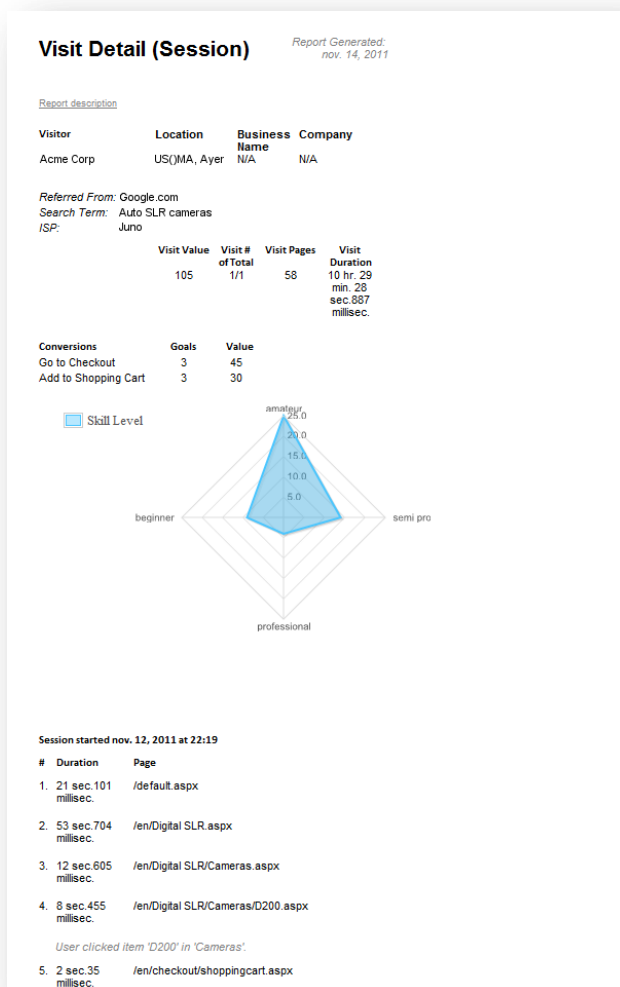 Visit Detail (Session)
Report Generated:
nov. 14, 2011
Report description
Visitor Location Business Name Company
Acme Corp US()MA, Ayer N/A N/A
Referred From: Google.com
Search Term: Auto SLR cameras
ISP: Juno
Visit Value Visit # of Total Visit Pages Visit Duration
105 1/1 58 10 hr. 29
min. 28
sec.887
millisec.
Conversions Goals Value
Go to Checkout 3 45
Add to Shopping Cart 3 30
Skill Level
amateur
25.0
20.0
15.0
10.0
5.0
beginner semi pro
professional
Session started nov. 12, 2011 at 22:19
# Duration Page
1. 21 sec.101 /default.aspx
millisec.
2. 53 sec.704 /en/Digital SLR.aspx
millisec.
3. 12 sec.605 /en/Digital SLR/Cameras.aspx
millisec.
4. 8 sec.455 /en/Digital SLR/Cameras/D200.aspx
millisec.
User clicked item 'D200' in 'Cameras'.
5. 2 sec.35 /en/checkout/shoppingcart.aspx
millisec.